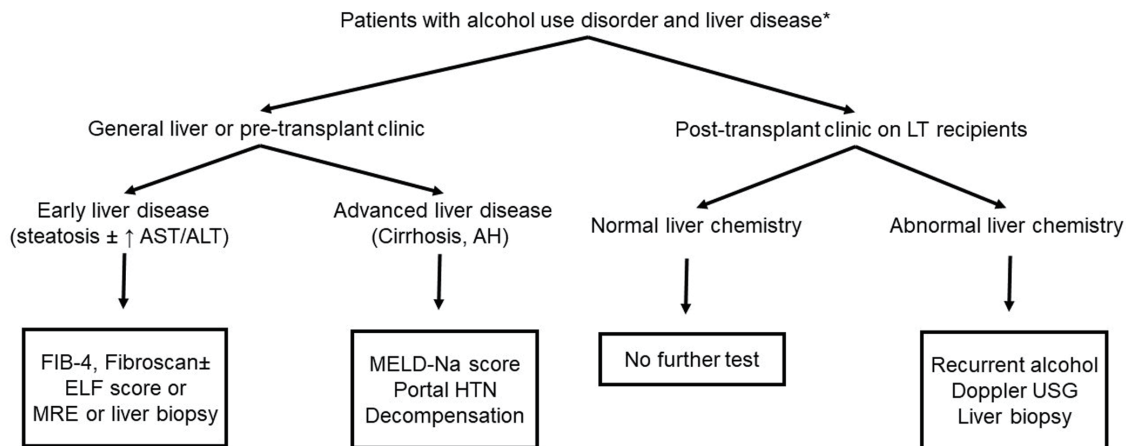 Patients with alcohol use disorder and liver disease*
General liver or pre-transplant clinic
Post-transplant clinic on LT recipients
Early liver disease
(steatosis ± ↑ AST/ALT)
Advanced liver disease
(Cirrhosis, AH)
Normal liver chemistry
Abnormal liver chemistry
FIB-4, Fibroscan±
ELF score or
MRE or liver biopsy
MELD-Na score
Portal HTN
Decompensation
No further test
Recurrent alcohol
Doppler USG
Liver biopsy